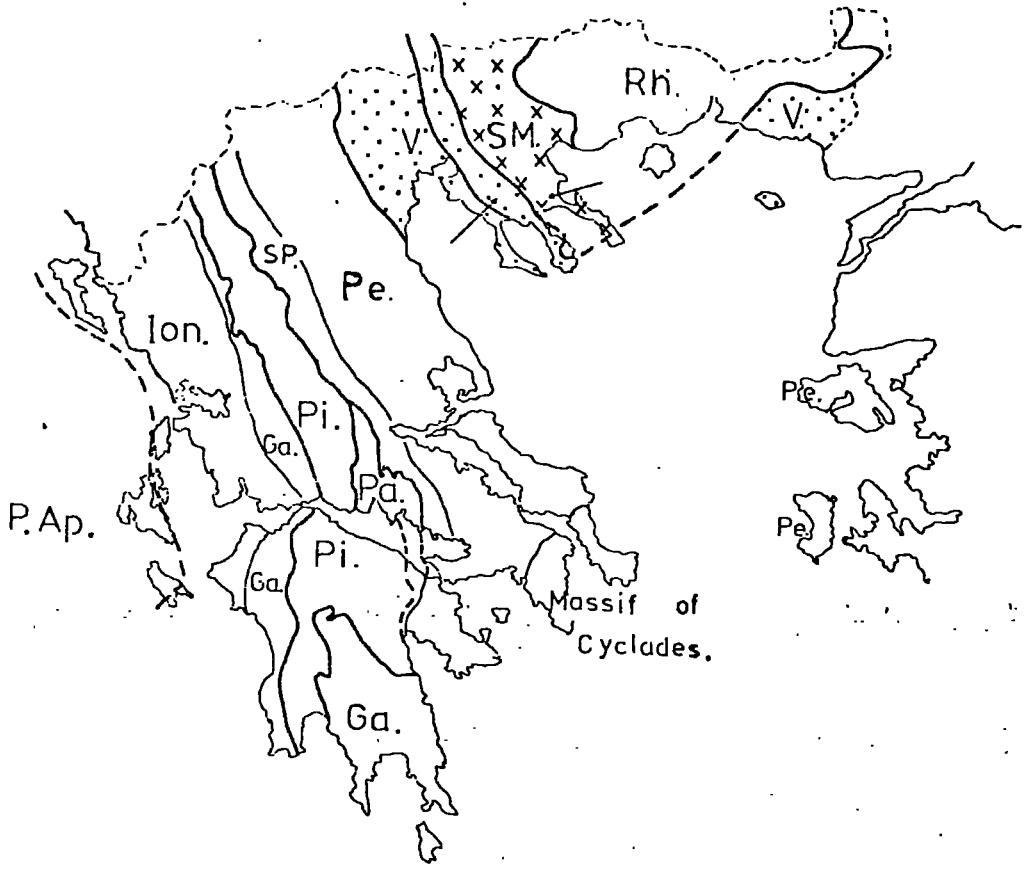 Rh.
V.
V.
SM.
SP.
Pe.
Ion.
Pe.
Pi.
Ga.
Pa.
P.Ap.
Pe.
Pi.
Ga.
Massif of
Cyclades.
Ga.